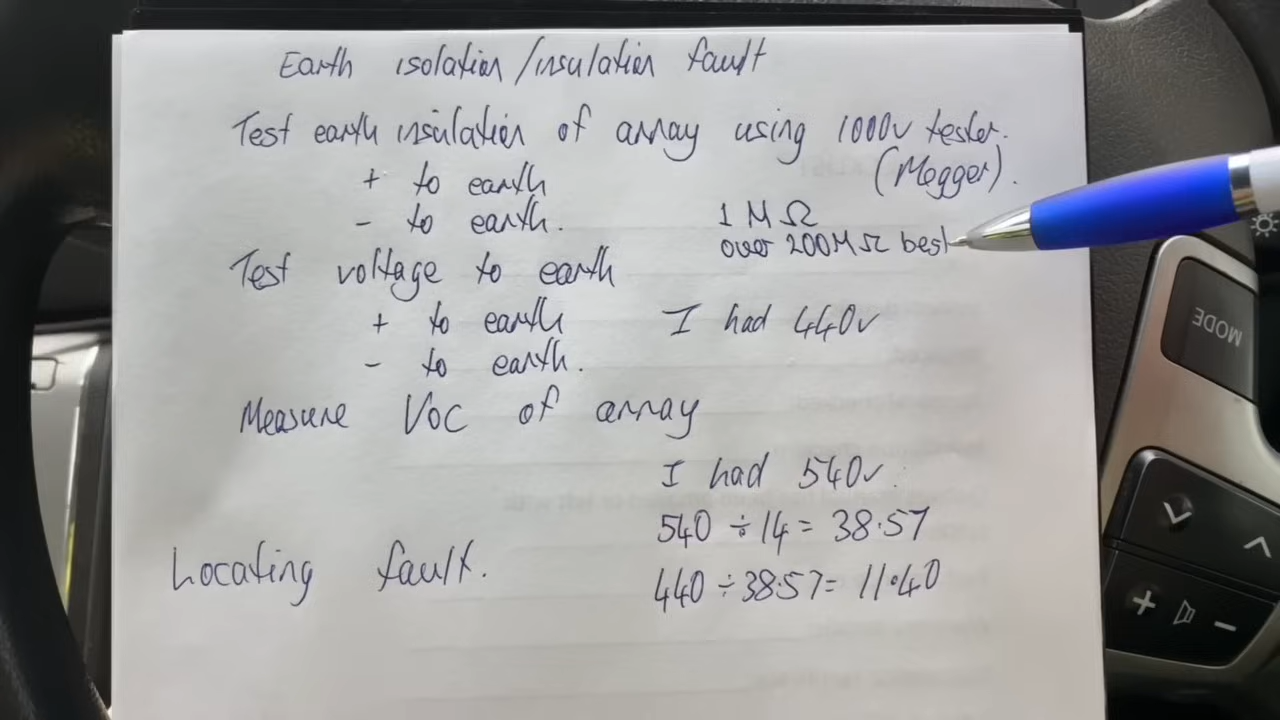 Earth isolation/insulation fault
Test earth insulation of array using 1000v tester.
(Megger).
+ to earth
- to earth.
1 M Ω
over 200M Ω best
Test voltage to earth
+ to earth I had 440v
- to earth.
Measure Voc of array
I had 540v.
540 ÷ 14 = 38.57
Locating fault.
440 ÷ 38.57 = 11.40
MODE
+ -